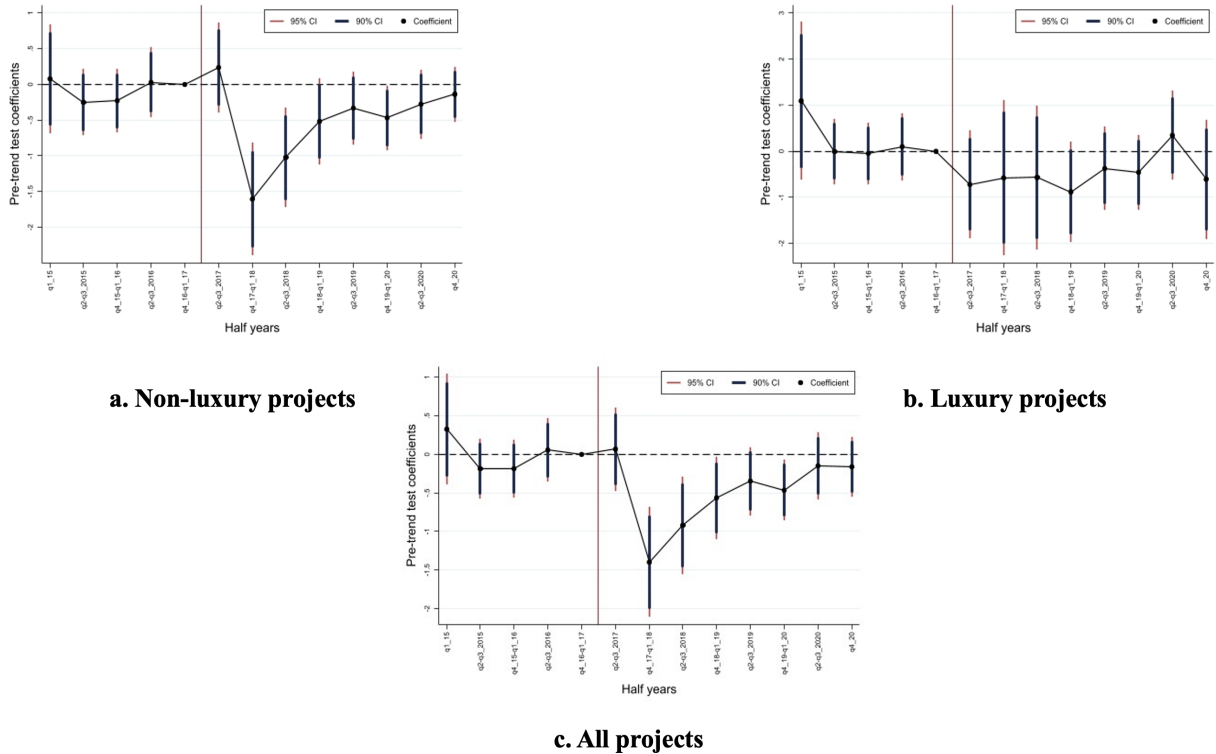 95% CI 90% CI Coefficient
Pre-trend test coefficients
1
.5
0
-.5
-1
-1.5
-2
q1_15
q2-q3_2015
q4_15-q1_16
q2-q3_2016
q4_16-q1_17
q2-q3_2017
q4_17-q1_18
q2-q3_2018
q4_18-q1_19
q2-q3_2019
q4_19-q1_20
q2-q3_2020
q4_20
Half years
a. Non-luxury projects
95% CI 90% CI Coefficient
Pre-trend test coefficients
3
2
1
0
-1
-2
q1_15
q2-q3_2015
q4_15-q1_16
q2-q3_2016
q4_16-q1_17
q2-q3_2017
q4_17-q1_18
q2-q3_2018
q4_18-q1_19
q2-q3_2019
q4_19-q1_20
q2-q3_2020
q4_20
Half years
b. Luxury projects
95% CI 90% CI Coefficient
Pre-trend test coefficients
1
.5
0
-.5
-1
-1.5
-2
q1_15
q2-q3_2015
q4_15-q1_16
q2-q3_2016
q4_16-q1_17
q2-q3_2017
q4_17-q1_18
q2-q3_2018
q4_18-q1_19
q2-q3_2019
q4_19-q1_20
q2-q3_2020
q4_20
Half years
c. All projects